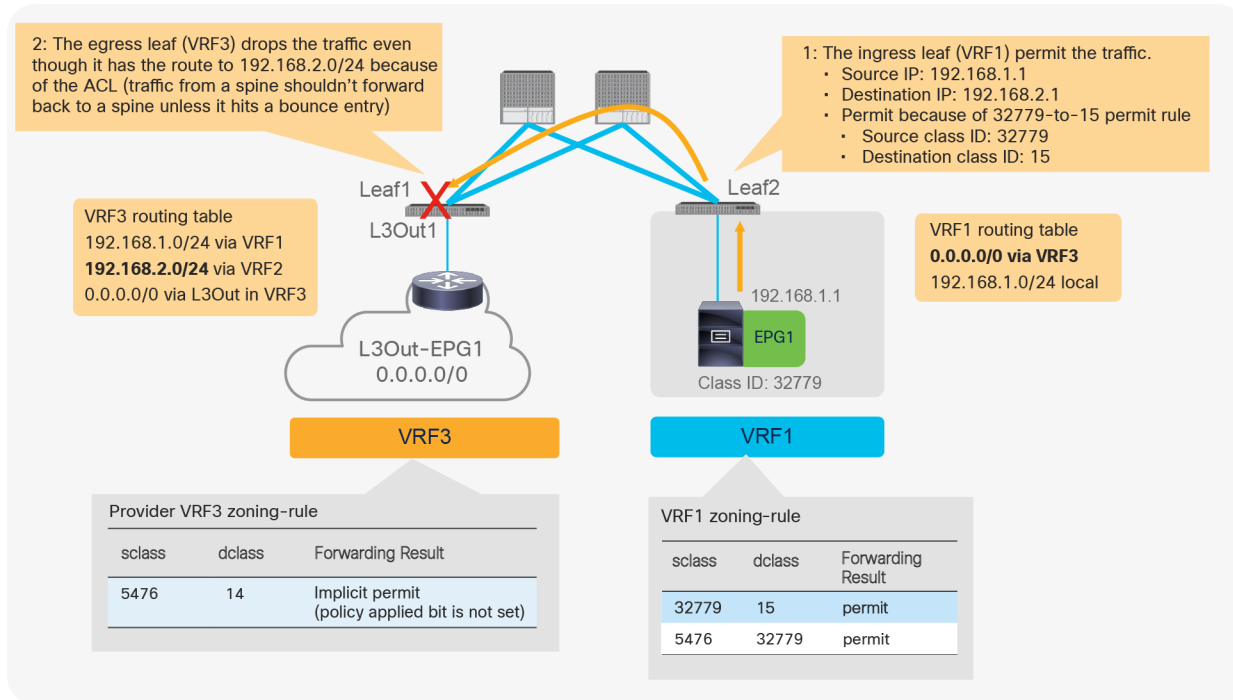 2: The egress leaf (VRF3) drops the traffic even
though it has the route to 192.168.2.0/24 because
of the ACL (traffic from a spine shouldn't forward
back to a spine unless it hits a bounce entry)
1: The ingress leaf (VRF1) permit the traffic.
• Source IP: 192.168.1.1
• Destination IP: 192.168.2.1
• Permit because of 32779-to-15 permit rule
• Source class ID: 32779
• Destination class ID: 15
Leaf1
L3Out1
Leaf2
VRF3 routing table
192.168.1.0/24 via VRF1
192.168.2.0/24 via VRF2
0.0.0.0/0 via L3Out in VRF3
VRF1 routing table
0.0.0.0/0 via VRF3
192.168.1.0/24 local
192.168.1.1
EPG1
Class ID: 32779
L3Out-EPG1
0.0.0.0/0
VRF3
VRF1
Provider VRF3 zoning-rule
sclass dclass Forwarding Result
5476 14 Implicit permit
(policy applied bit is not set)
VRF1 zoning-rule
sclass dclass Forwarding
Result
32779 15 permit
5476 32779 permit